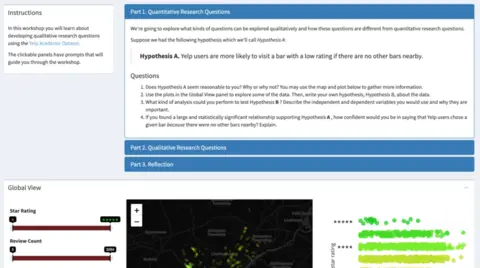 Instructions
In this workshop you will learn about
developing qualitative research questions
using the Yelp Academic Dataset.
The clickable panels have prompts that will
guide you through the workshop.
Part 1. Quantitative Research Questions
We're going to explore what kinds of questions can be explored qualitatively and how these questions are different from quantitative research questions.
Suppose we had the following hypothesis which we'll call Hypothesis A:
Hypothesis A. Yelp users are more likely to visit a bar with a low rating if there are no other bars nearby.
Questions
1. Does Hypothesis A seem reasonable to you? Why or why not? You may use the map and plot below to gather more information.
2. Use the plots in the Global View panel to explore some of the data. Then, write your own hypothesis, Hypothesis B, about the data.
3. What kind of analysis could you perform to test Hypothesis B? Describe the independent and dependent variables you would use and why they are
important.
4. If you found a large and statistically significant relationship supporting Hypothesis A, how confident would you be in saying that Yelp users chose a
given bar because there were no other bars nearby? Explain.
Part 2. Qualitative Research Questions
Part 3. Reflection
Global View
Star Rating
Review Count
+
−
star rating
★★★★★
★★★★